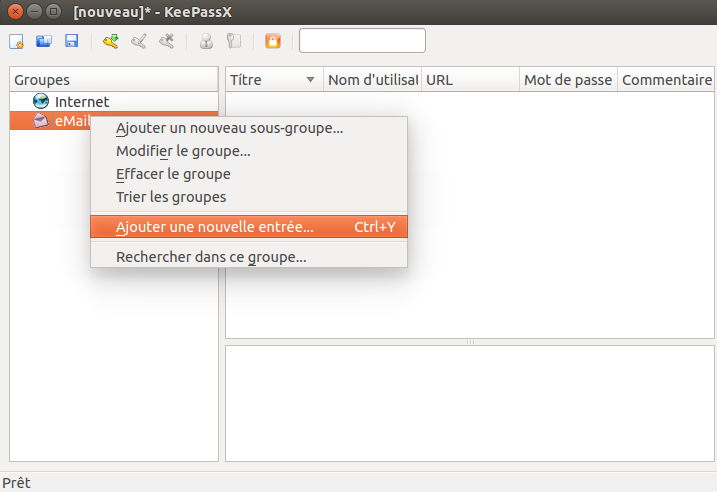 [nouveau]* - KeePassX
Groupes
Títre
Nom d'utilisat
URL
Mot de passe
Commentaire
Internet
eMail
Ajouter un nouveau sous-groupe...
Modifier le groupe...
Effacer le groupe
Trier les groupes
Ajouter une nouvelle entrée... Ctrl+Y
Rechercher dans ce groupe...
Prêt